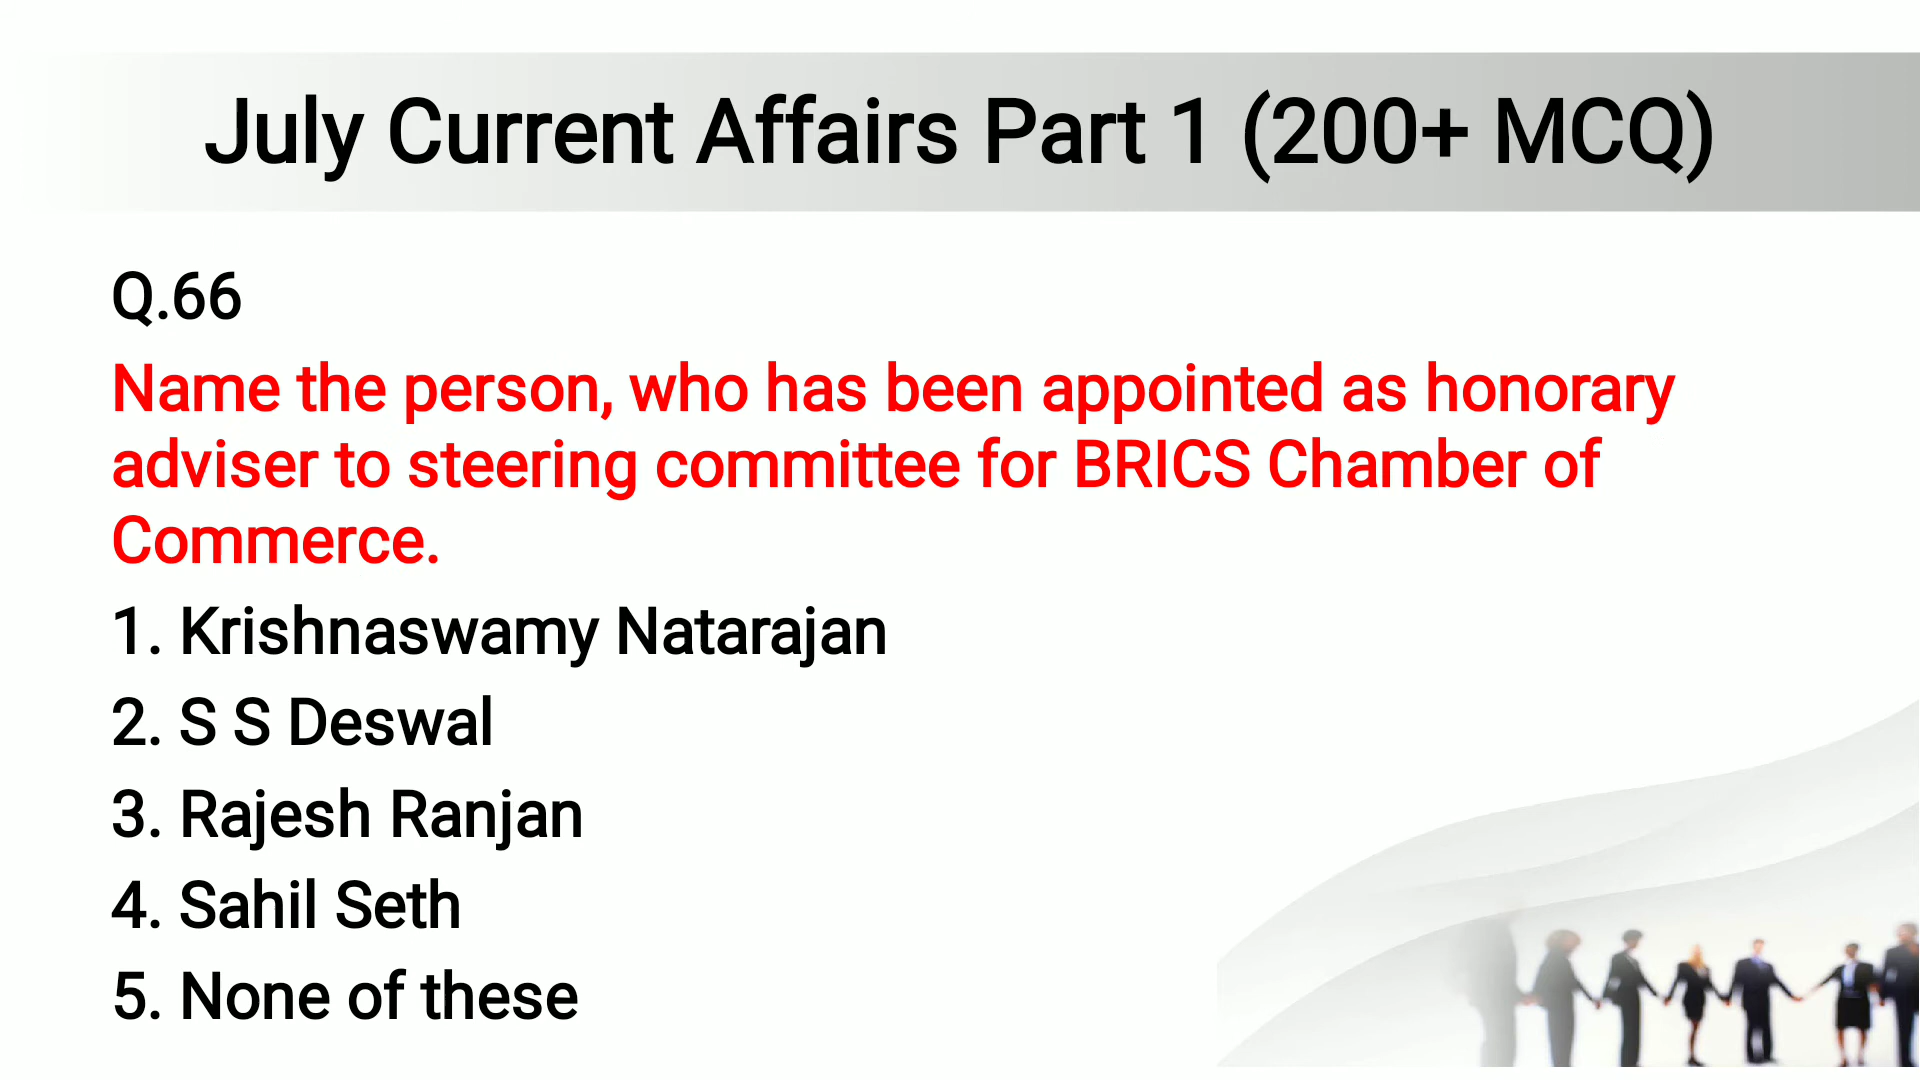 July Current Affairs Part 1 (200+ MCQ)
Q.66
Name the person, who has been appointed as honorary
adviser to steering committee for BRICS Chamber of
Commerce.
1. Krishnaswamy Natarajan
2. S S Deswal
3. Rajesh Ranjan
4. Sahil Seth
5. None of these